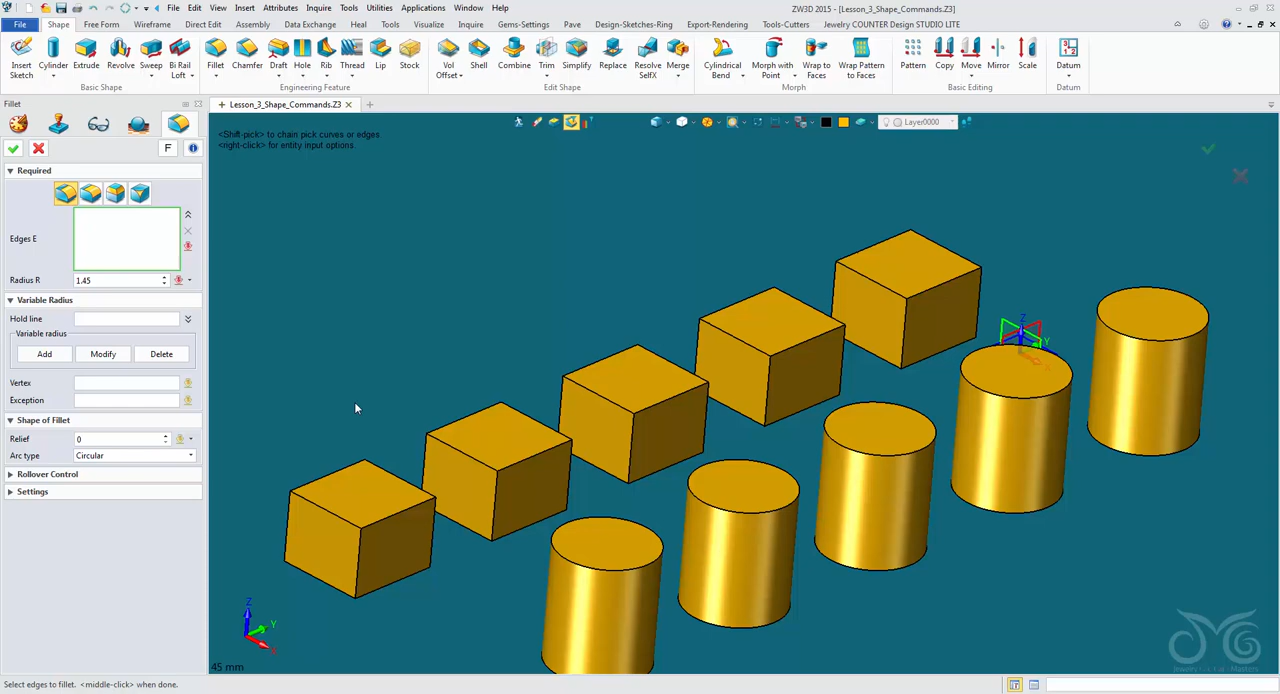 File Edit View Insert Attributes Inquire Tools Utilities Applications Window Help
ZW3D 2015 - [Lesson_3_Shape_Commands.Z3]
File Shape Free Form Wireframe Direct Edit Assembly Data Exchange Heal Tools Visualize Inquire Gems-Settings Pave Design-Sketches-Ring Export-Rendering Tools-Cutters Jewelry COUNTER Design STUDIO LITE
Insert Sketch Cylinder Extrude Revolve Sweep Bi Rail Loft Fillet Chamfer Draft Hole Rib Thread Lip Stock Vol Offset Shell Combine Trim Simplify Replace Resolve SelfX Merge Cylindrical Bend Morph with Point Wrap to Faces Wrap Pattern to Faces Pattern Copy Move Mirror Scale Datum
Basic Shape Engineering Feature Edit Shape Morph Basic Editing Datum
Fillet
Lesson_3_Shape_Commands.Z3
<Shift-pick> to chain pick curves or edges.
<right-click> for entity input options.
Layer0000
F
Required
Edges E
Radius R 1.45
Variable Radius
Hold line
Variable radius
Add Modify Delete
Vertex
Exception
Shape of Fillet
Relief 0
Arc type Circular
Rollover Control
Settings
Z
Y
X
Z
Y
X
45 mm
Select edges to fillet. <middle-click> when done.